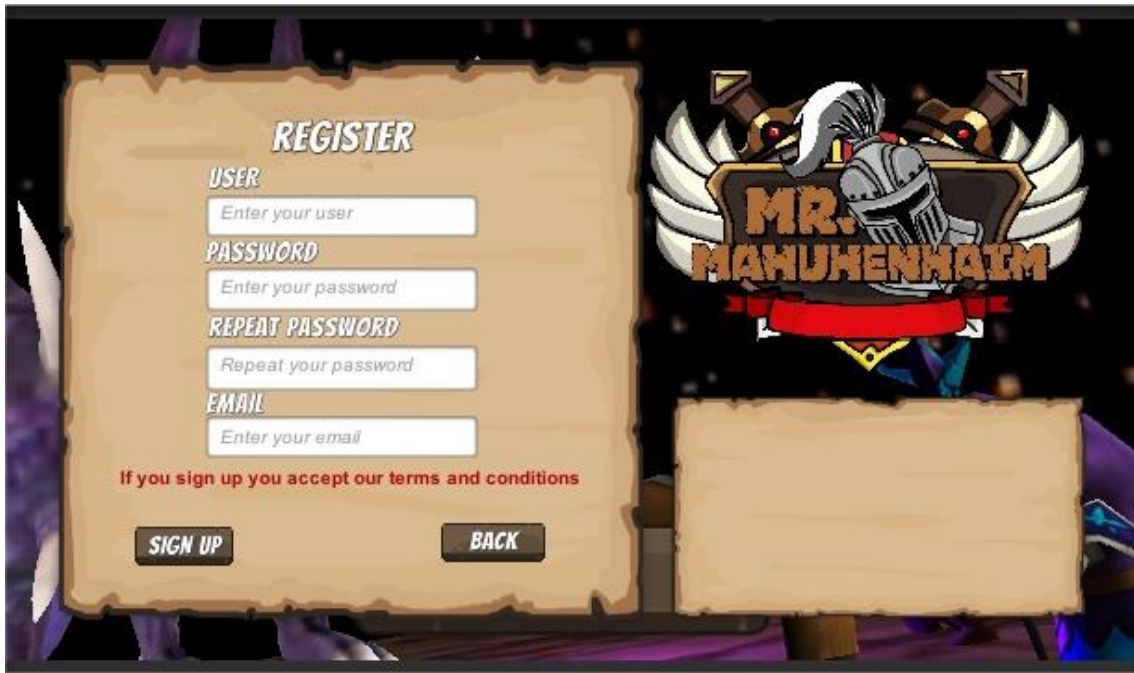 REGISTER
USER
Enter your user
PASSWORD
Enter your password
REPEAT PASSWORD
Repeat your password
EMAIL
Enter your email
If you sign up you accept our terms and conditions
SIGN UP
BACK
MR.
MAHUHENHAIM